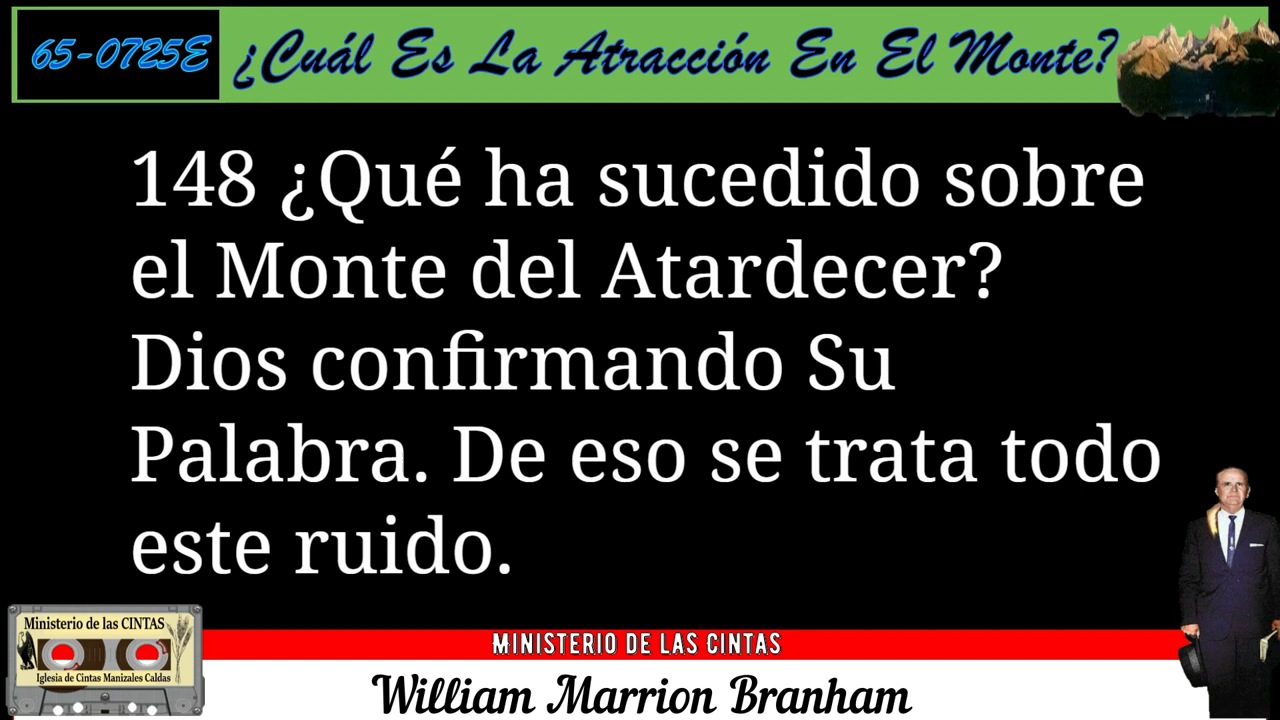 65-0725E ¿Cuál Es La Atracción En El Monte?
148 ¿Qué ha sucedido sobre
el Monte del Atardecer?
Dios confirmando Su
Palabra. De eso se trata todo
este ruido.
Ministerio de las CINTAS
Iglesia de Cintas Manizales Caldas
MINISTERIO DE LAS CINTAS
William Marrion Branham